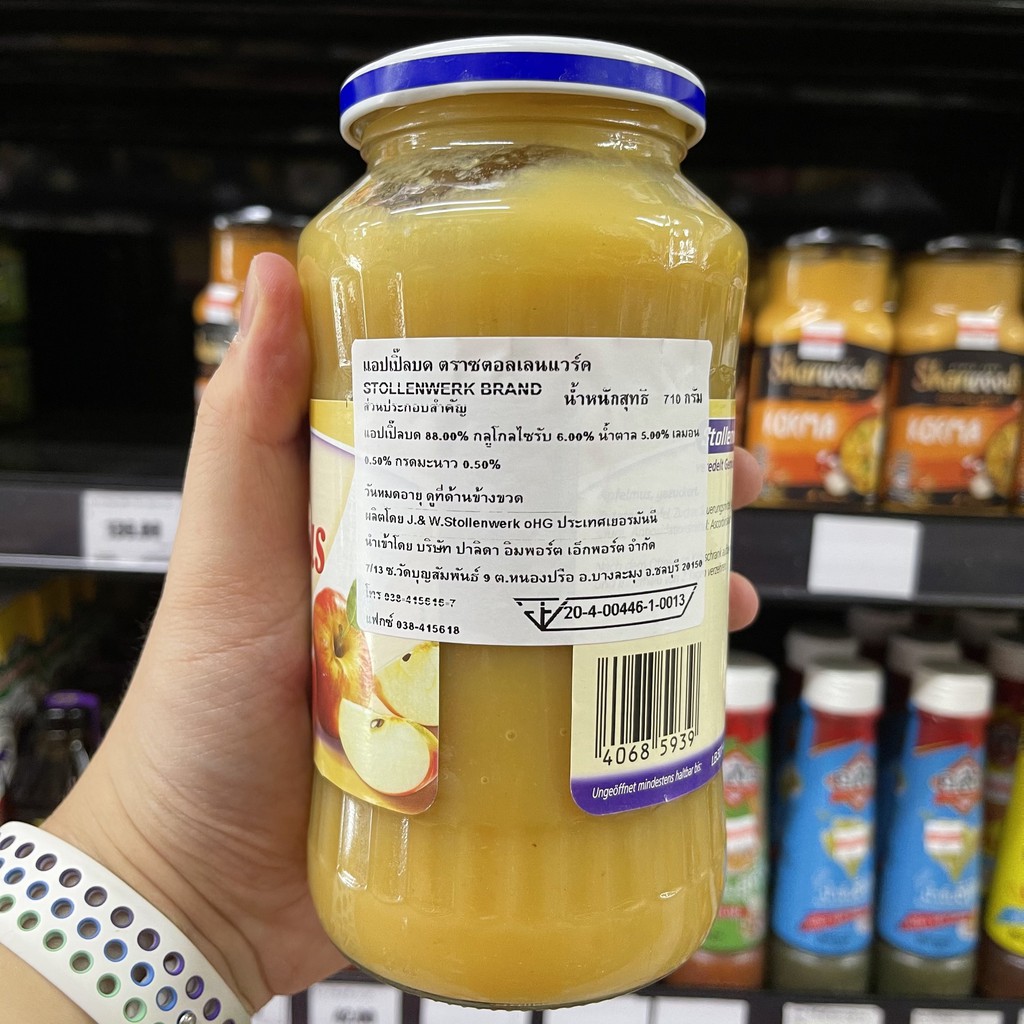 แอปเปิ้ลบด ตราซตอลเลนแวร์ค
STOLLENWERK BRAND น้ำหนักสุทธิ 710 กรัม
ส่วนประกอบสำคัญ
แอปเปิ้ลบด 88.00% กลูโกลไซรับ 6.00% น้ำตาล 5.00% เลมอน
0.50% กรดมะนาว 0.50%
วันหมดอายุ ดูที่ด้านข้างขวด
ผลิตโดย J.& W.Stollenwerk oHG ประเทศเยอรมันนี
นำเข้าโดย บริษัท ปาลิดา อิมพอร์ต เอ็กพอร์ต จำกัด
7/13 ซ.วัดบุญสัมพันธ์ 9 ต.หนองปรือ อ.บางละมุง จ.ชลบุรี 20150
โทร 038-415616-7
แฟกซ์ 038-415618
20-4-00446-1-0013
4068 5939
Ungeöffnet mindestens haltbar bis:
Sharwood's
KORMA
Sharwood's
KORMA